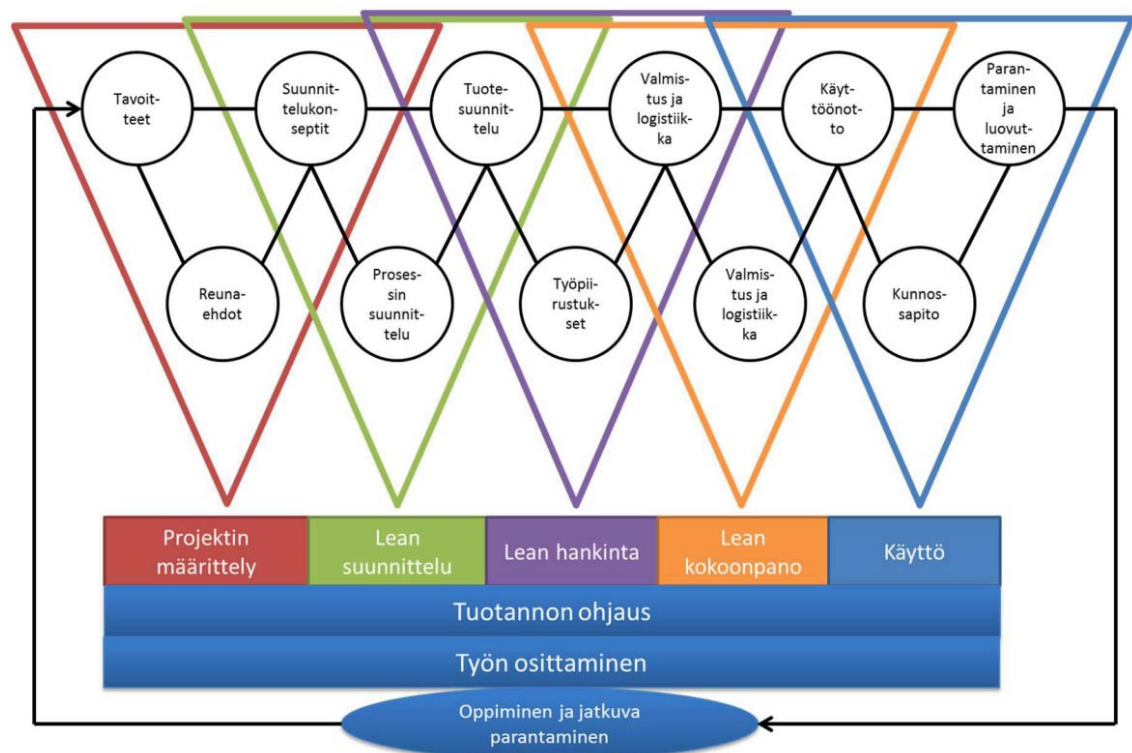 Tavoit-
teet
Suunnit-
telukon-
septit
Tuote-
suunnit-
telu
Valmis-
tus ja
logistiik-
ka
Käyt-
töönot-
to
Paran-
taminen
ja
luovut-
taminen
Reuna-
ehdot
Proses-
sin
suunnit-
telu
Työpii-
rustuk-
set
Valmis-
tus ja
logistiik-
ka
Kunnos-
sapito
Projektin
määrittely
Lean
suunnittelu
Lean hankinta
Lean
kokoonpano
Käyttö
Tuotannon ohjaus
Työn osittaminen
Oppiminen ja jatkuva
parantaminen